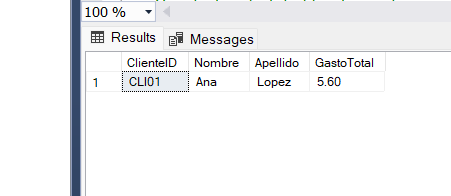 100 %
Results Messages
ClienteID Nombre Apellido GastoTotal
1 CLI01 Ana Lopez 5.60